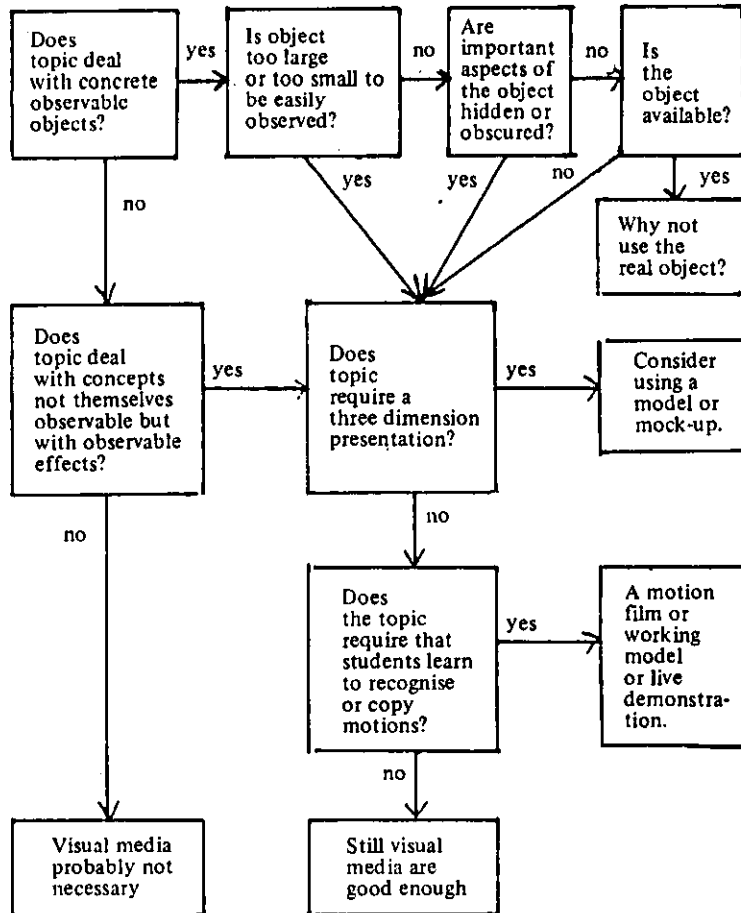 Does
topic deal
with concrete
observable
objects?
yes
Is object
too large
or too small to
be easily
observed?
no
Are
important
aspects of
the object
hidden or
obscured?
no
Is
the
object
available?
no
yes
yes
no
yes
Why not
use the
real object?
Does
topic deal
with concepts
not themselves
observable but
with observable
effects?
yes
Does
topic
require a
three dimension
presentation?
yes
Consider
using a
model or
mock-up.
no
no
Does
the topic
require that
students learn
to recognise
or copy
motions?
yes
A motion
film or
working
model
or live
demonstra-
tion.
no
Visual media
probably not
necessary
Still visual
media are
good enough